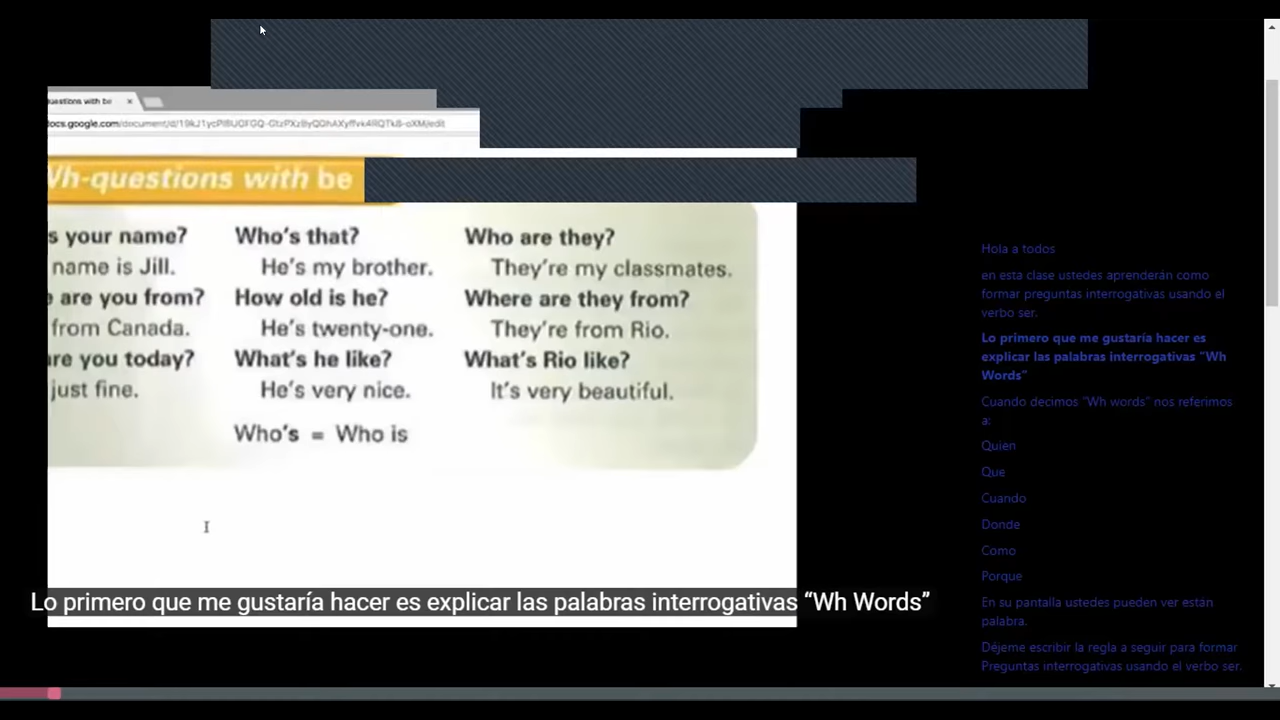 uestions with be
Wh-questions with be
s your name?
name is Jill.
are you from?
from Canada.
are you today?
just fine.
Who's that?
He's my brother.
How old is he?
He's twenty-one.
What's he like?
He's very nice.
Who's = Who is
Who are they?
They're my classmates.
Where are they from?
They're from Rio.
What's Rio like?
It's very beautiful.
Lo primero que me gustaría hacer es explicar las palabras interrogativas “Wh Words”
Hola a todos
en esta clase ustedes aprenderán como
formar preguntas interrogativas usando el
verbo ser.
Lo primero que me gustaría hacer es
explicar las palabras interrogativas “Wh
Words”
Cuando decimos “Wh words” nos referimos
a:
Quien
Que
Cuando
Donde
Como
Porque
En su pantalla ustedes pueden ver están
palabra.
Déjeme escribir la regla a seguir para formar
Preguntas interrogativas usando el verbo ser.